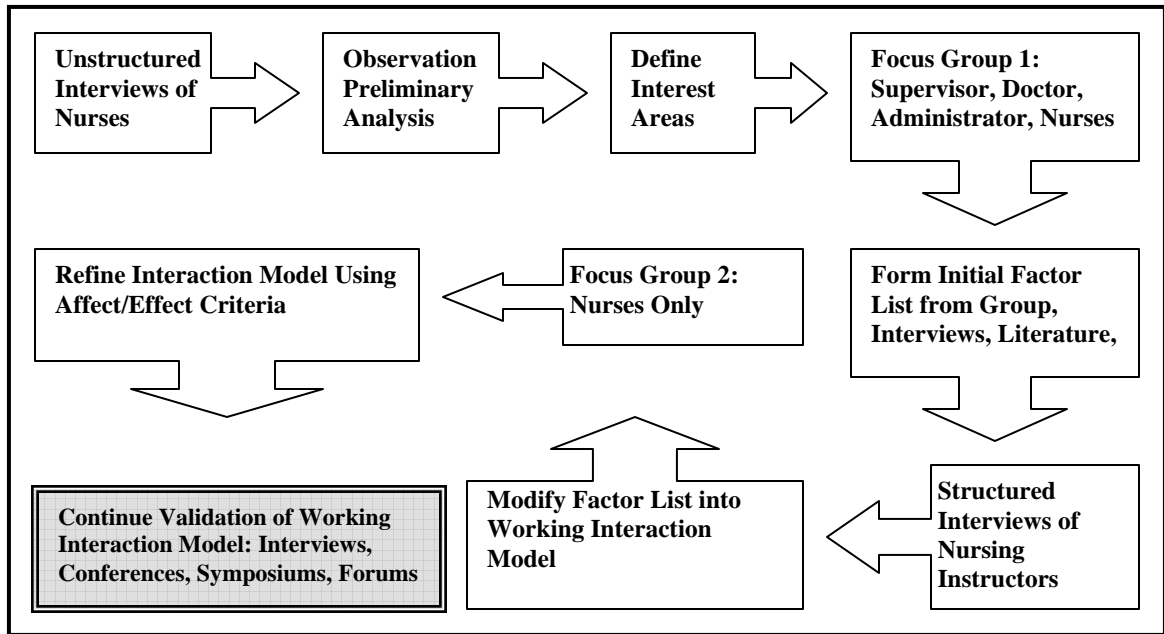 Unstructured
Interviews of
Nurses
Observation
Preliminary
Analysis
Define
Interest
Areas
Focus Group 1:
Supervisor, Doctor,
Administrator, Nurses
Form Initial Factor
List from Group,
Interviews, Literature,
Structured
Interviews of
Nursing
Instructors
Modify Factor List into
Working Interaction
Model
Focus Group 2:
Nurses Only
Refine Interaction Model Using
Affect/Effect Criteria
Continue Validation of Working
Interaction Model: Interviews,
Conferences, Symposiums, Forums